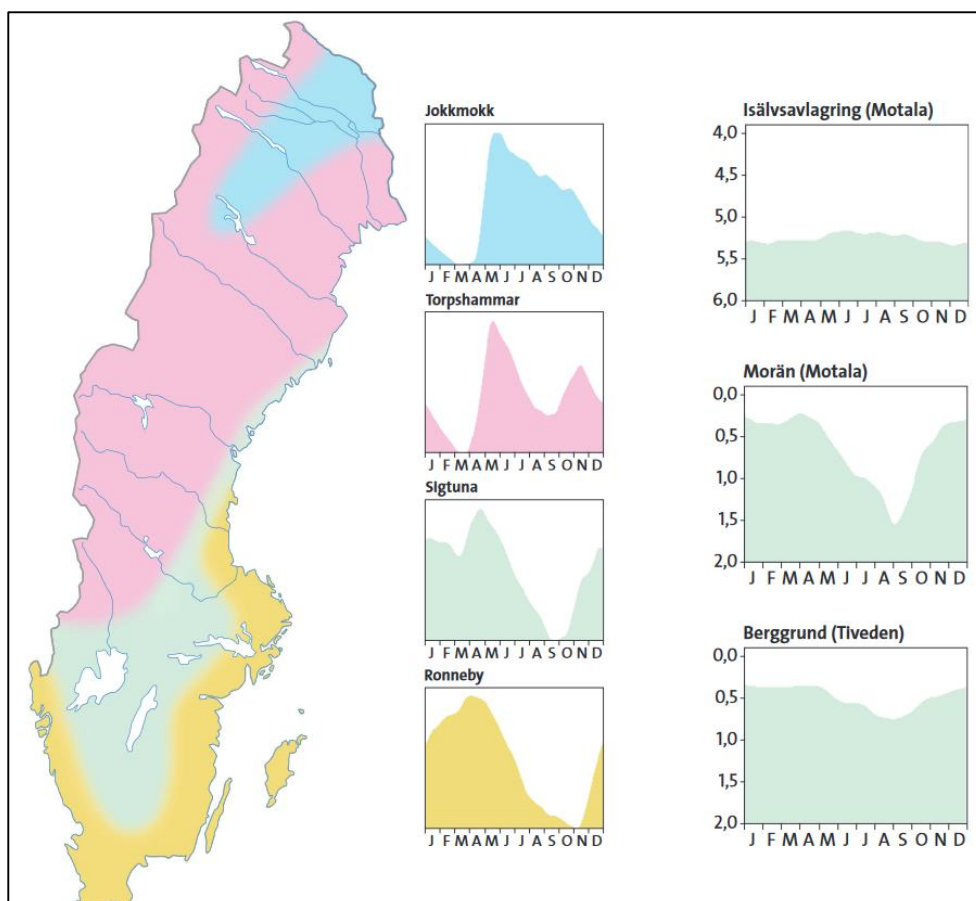 Jokkmokk
J F M A M J J A S O N D
Torpshammar
J F M A M J J A S O N D
Sigtuna
J F M A M J J A S O N D
Ronneby
J F M A M J J A S O N D
Isälvsavlagring (Motala)
4,0
4,5
5,0
5,5
6,0
J F M A M J J A S O N D
Morän (Motala)
0,0
0,5
1,0
1,5
2,0
J F M A M J J A S O N D
Berggrund (Tiveden)
0,0
0,5
1,0
1,5
2,0
J F M A M J J A S O N D